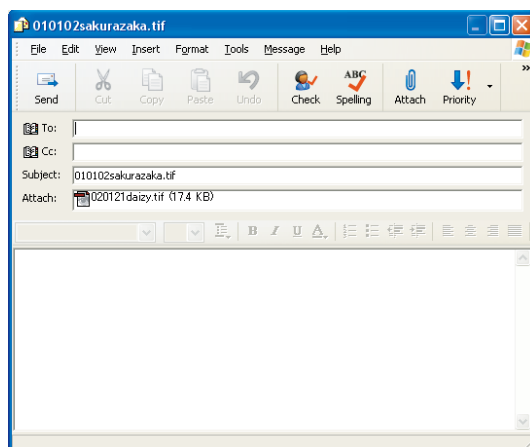 010102sakurazaka.tif
File Edit View Insert Format Tools Message Help
Send Cut Copy Paste Undo Check ABC Spelling Attach Priority »
To:
Cc:
Subject: 010102sakurazaka.tif
Attach: 020121daizy.tif (17.4 KB)
B I U A